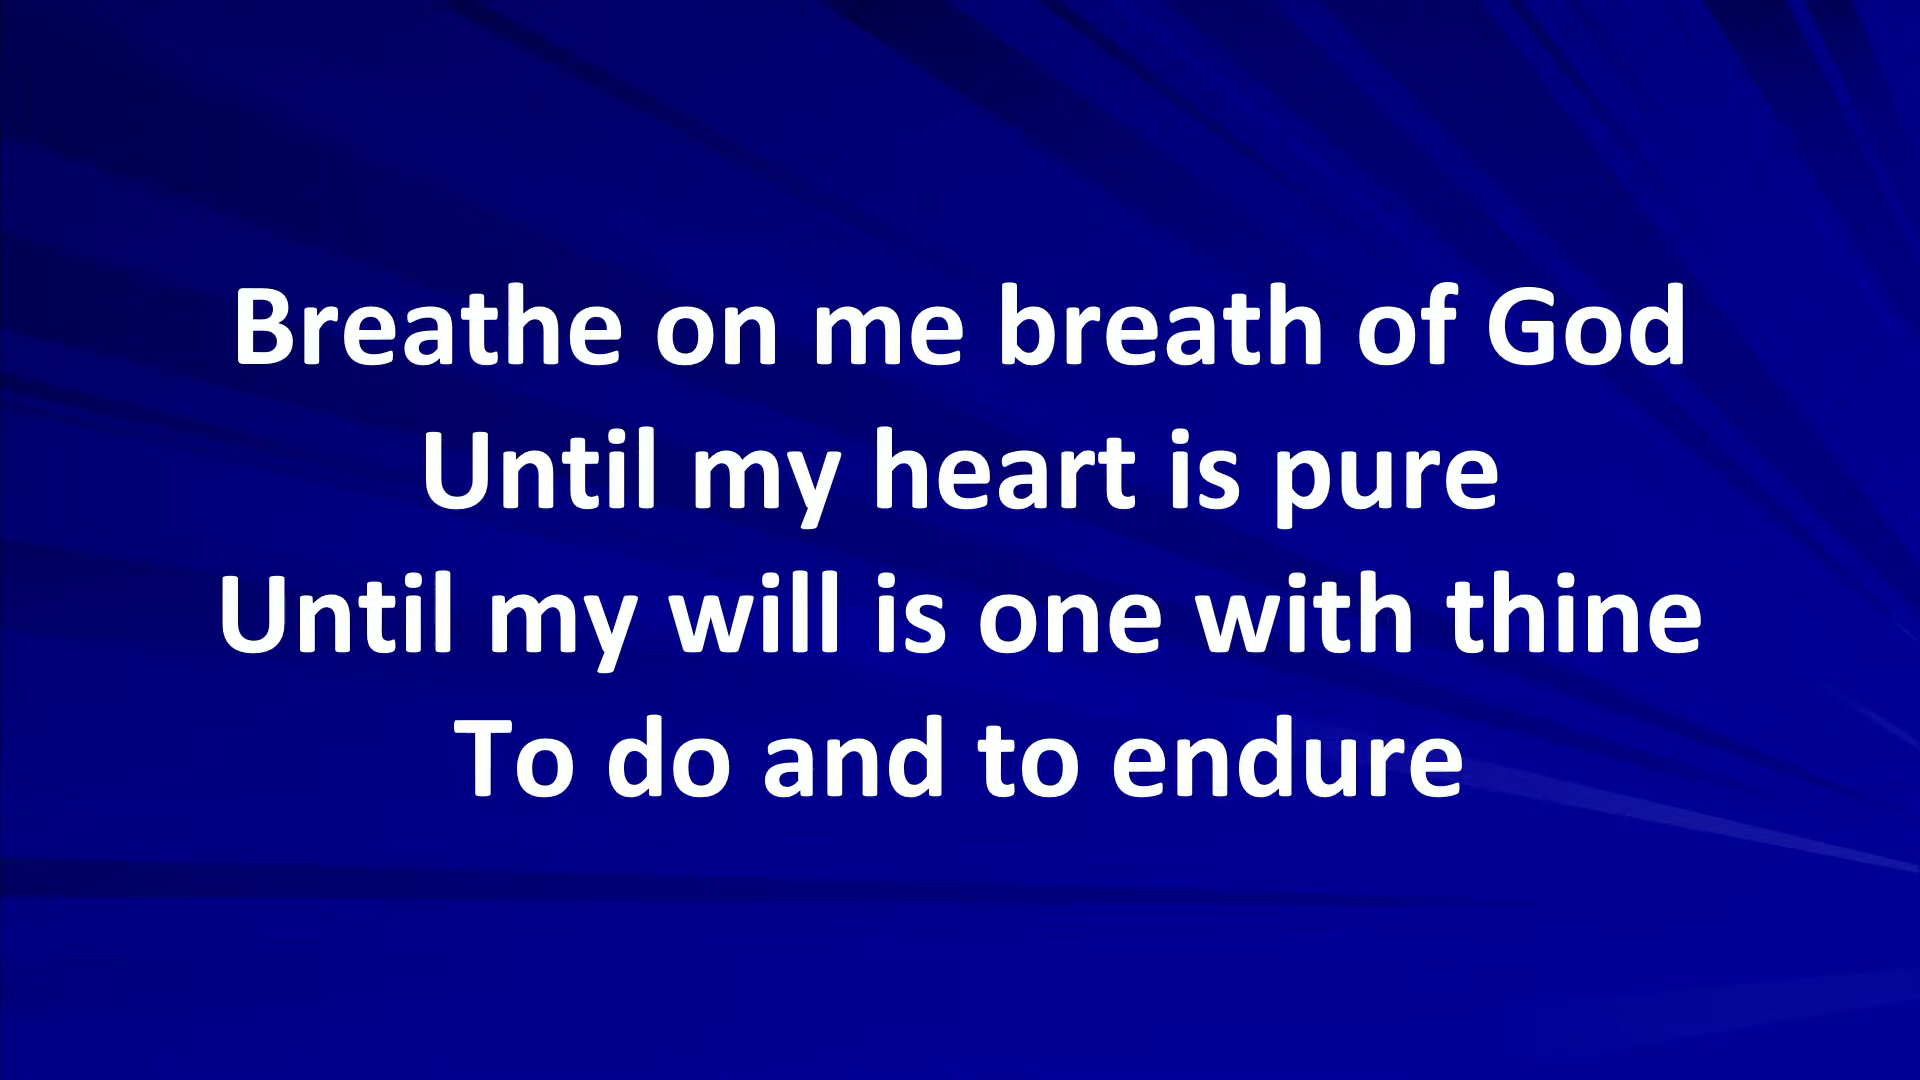 Breathe on me breath of God
Until my heart is pure
Until my will is one with thine
To do and to endure